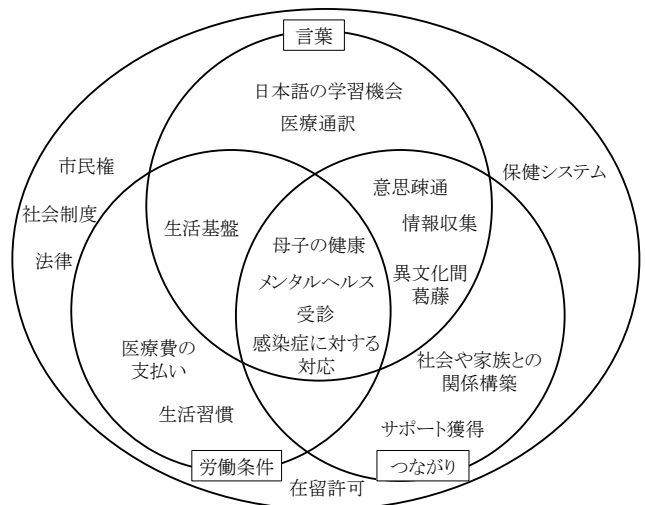 言葉
日本語の学習機会
医療通訳
市民権
保健システム
意思疎通
社会制度
情報収集
生活基盤
母子の健康
法律
異文化間
葛藤
メンタルヘルス
受診
感染症に対する
対応
医療費の
支払い
社会や家族との
関係構築
生活習慣
サポート獲得
労働条件
つながり
在留許可